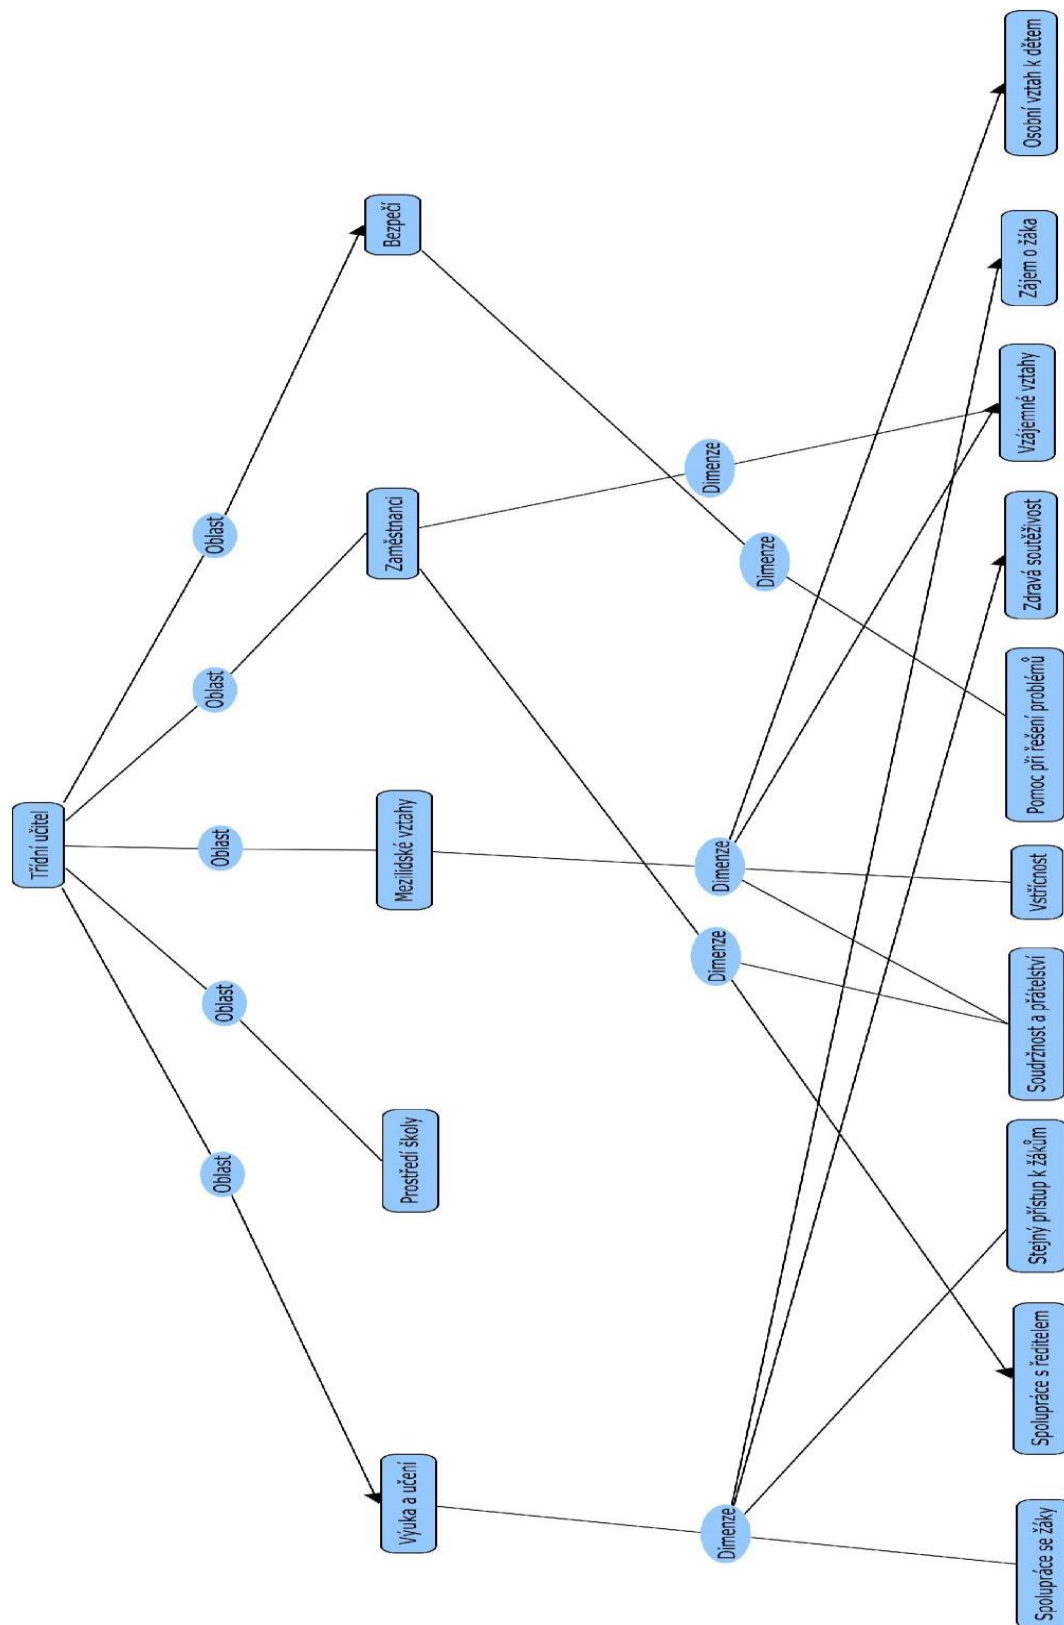 Třídní učitel
Oblast
Oblast
Oblast
Oblast
Oblast
Výuka a učení
Prostředí školy
Mezilidské vztahy
Zaměstnanci
Bezpečí
Dimenze
Dimenze
Dimenze
Dimenze
Dimenze
Spolupráce se žáky
Spolupráce s ředitelem
Stejný přístup k žákům
Soudržnost a přátelství
Vstřícnost
Pomoc při řešení problémů
Zdravá soutěživost
Vzájemné vztahy
Zájem o žáka
Osobní vztah k dětem